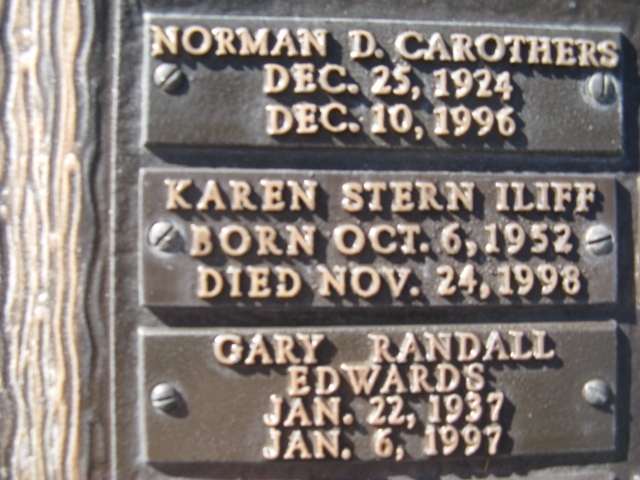 NORMAN D. CAROTHERS
DEC. 25, 1924
DEC. 10, 1996
KAREN STERN ILIFF
BORN OCT. 6, 1952
DIED NOV. 24, 1998
GARY RANDALL
EDWARDS
JAN. 22, 1937
JAN. 6, 1997